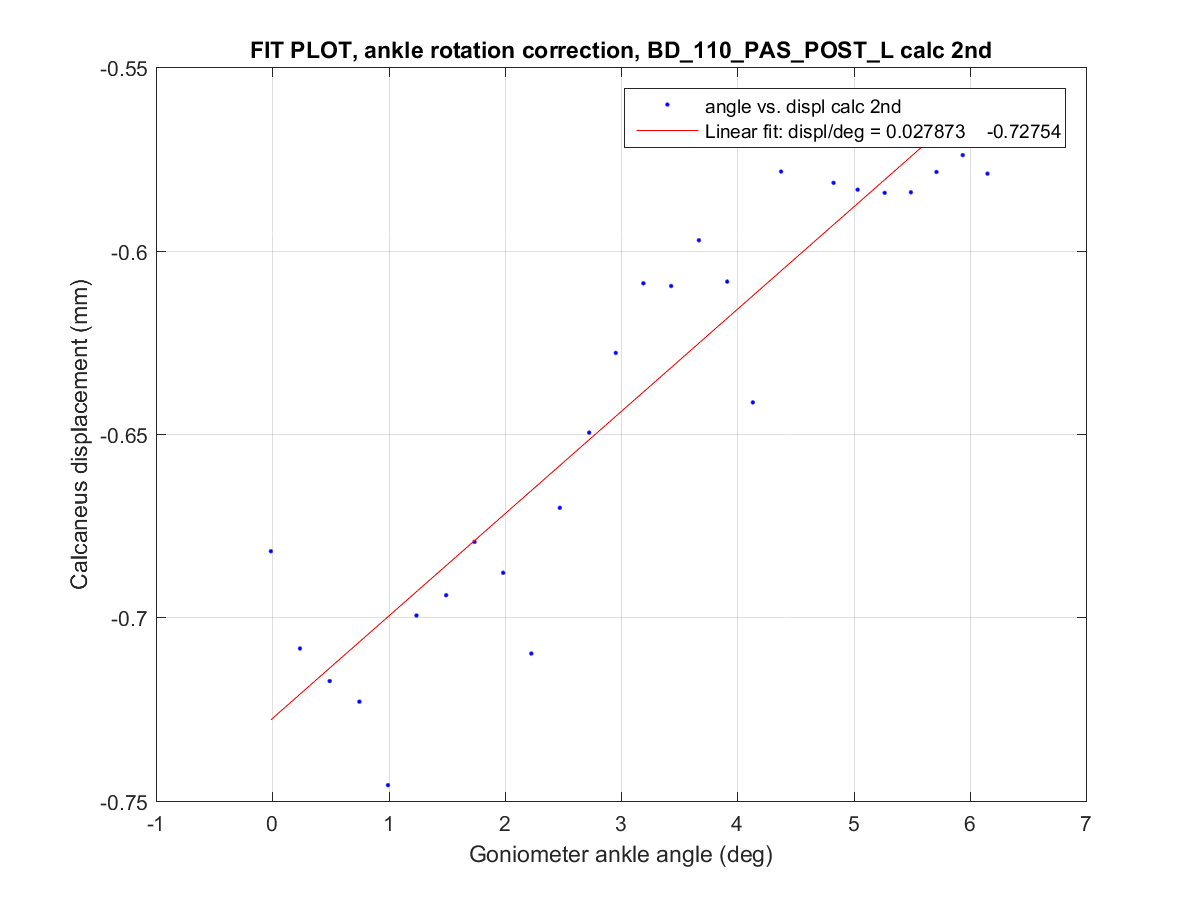 FIT PLOT, ankle rotation correction, BD_110_PAS_POST_L calc 2nd
angle vs. displ calc 2nd
Linear fit: displ/deg = 0.027873    -0.72754
Calcaneus displacement (mm)
-0.55
-0.6
-0.65
-0.7
-0.75
-1 0 1 2 3 4 5 6 7
Goniometer ankle angle (deg)